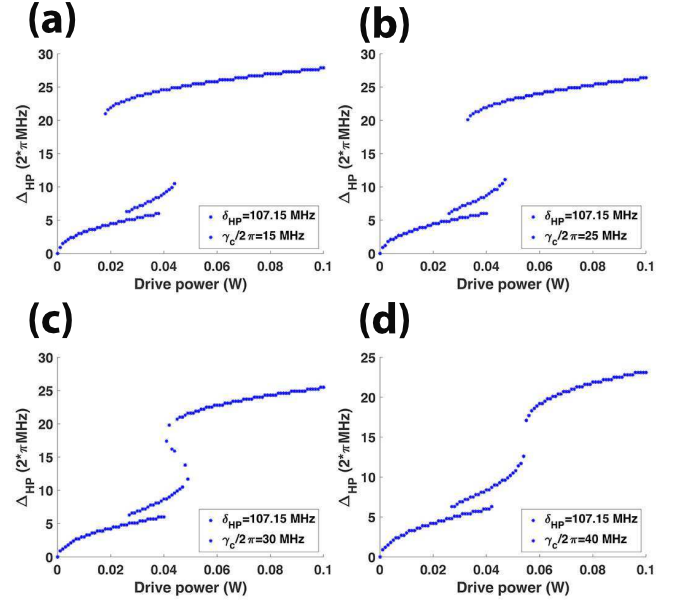 (a)
(b)
30
25
20
15
10
5
0
Δ_HP (2*πMHz)
δ_HP=107.15 MHz
γ_c/2π=15 MHz
0 0.02 0.04 0.06 0.08 0.1
Drive power (W)
30
25
20
15
10
5
0
Δ_HP (2*πMHz)
δ_HP=107.15 MHz
γ_c/2π=25 MHz
0 0.02 0.04 0.06 0.08 0.1
Drive power (W)
(c)
(d)
30
25
20
15
10
5
0
Δ_HP (2*πMHz)
δ_HP=107.15 MHz
γ_c/2π=30 MHz
0 0.02 0.04 0.06 0.08 0.1
Drive power (W)
25
20
15
10
5
0
Δ_HP (2*πMHz)
δ_HP=107.15 MHz
γ_c/2π=40 MHz
0 0.02 0.04 0.06 0.08 0.1
Drive power (W)